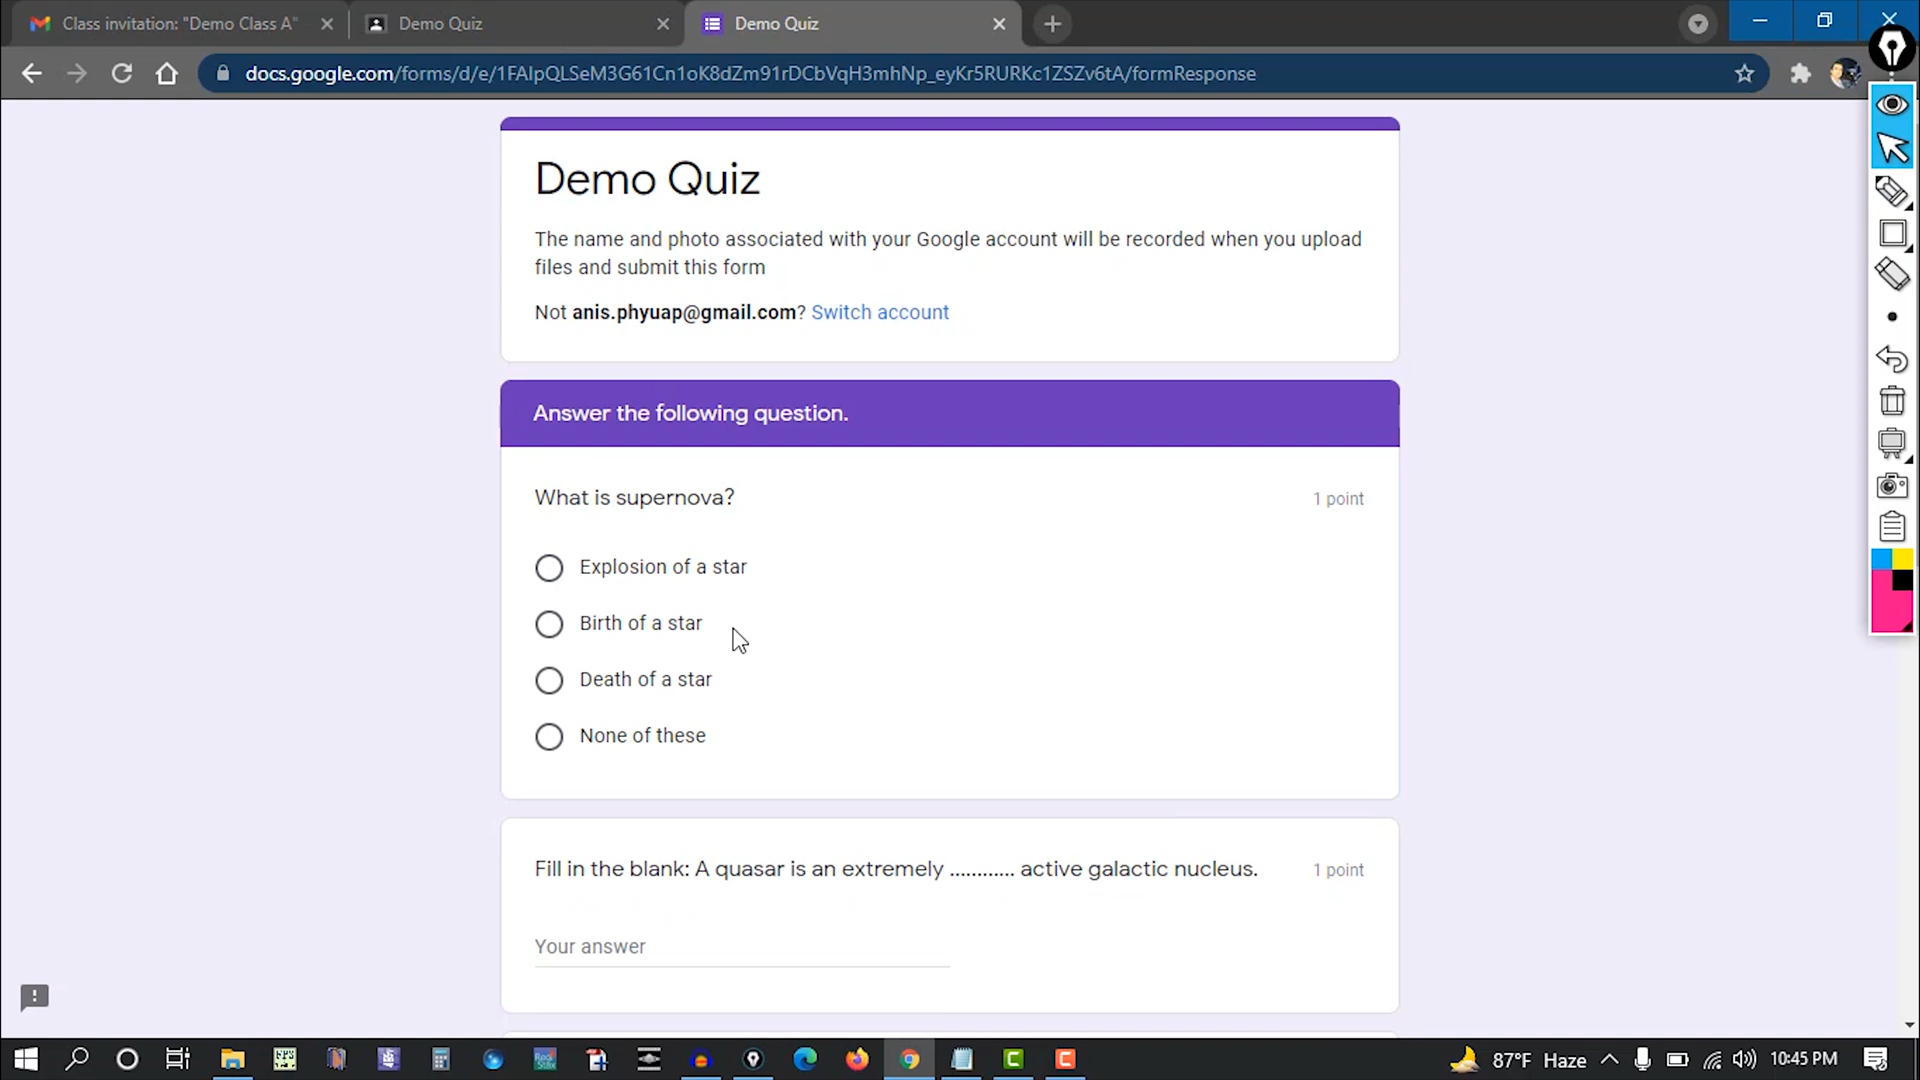 Class invitation: "Demo Class A"
Demo Quiz
Demo Quiz
docs.google.com/forms/d/e/1FAIpQLSeM3G61Cn1oK8dZm91rDCbVqH3mhNp_eyKr5RURKc1ZSZv6tA/formResponse
Demo Quiz
The name and photo associated with your Google account will be recorded when you upload
files and submit this form
Not anis.phyuap@gmail.com? Switch account
Answer the following question.
What is supernova?
1 point
Explosion of a star
Birth of a star
Death of a star
None of these
Fill in the blank: A quasar is an extremely ............ active galactic nucleus.
1 point
Your answer
87°F Haze
10:45 PM